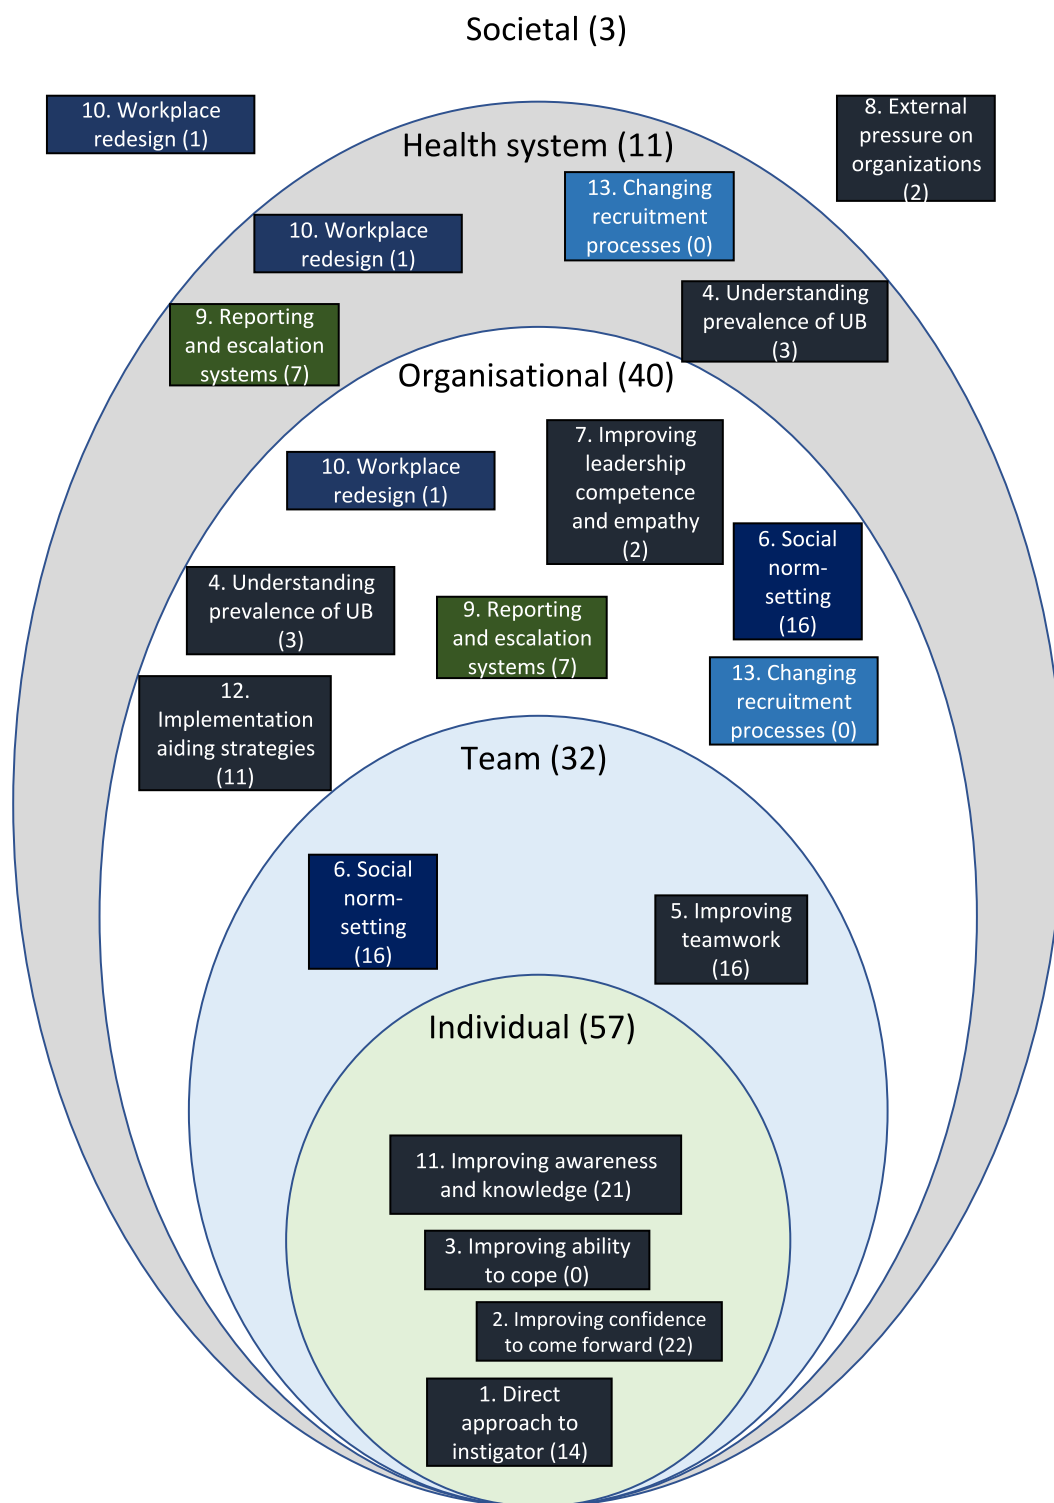 Societal (3)
10. Workplace
redesign (1)
8. External
pressure on
organizations
(2)
Health system (11)
13. Changing
recruitment
processes (0)
10. Workplace
redesign (1)
4. Understanding
prevalence of UB
(3)
9. Reporting
and escalation
systems (7)
Organisational (40)
7. Improving
leadership
competence
and empathy
(2)
10. Workplace
redesign (1)
6. Social
norm-
setting
(16)
4. Understanding
prevalence of UB
(3)
9. Reporting
and escalation
systems (7)
13. Changing
recruitment
processes (0)
12.
Implementation
aiding strategies
(11)
Team (32)
6. Social
norm-
setting
(16)
5. Improving
teamwork
(16)
Individual (57)
11. Improving awareness
and knowledge (21)
3. Improving ability
to cope (0)
2. Improving confidence
to come forward (22)
1. Direct
approach to
instigator (14)